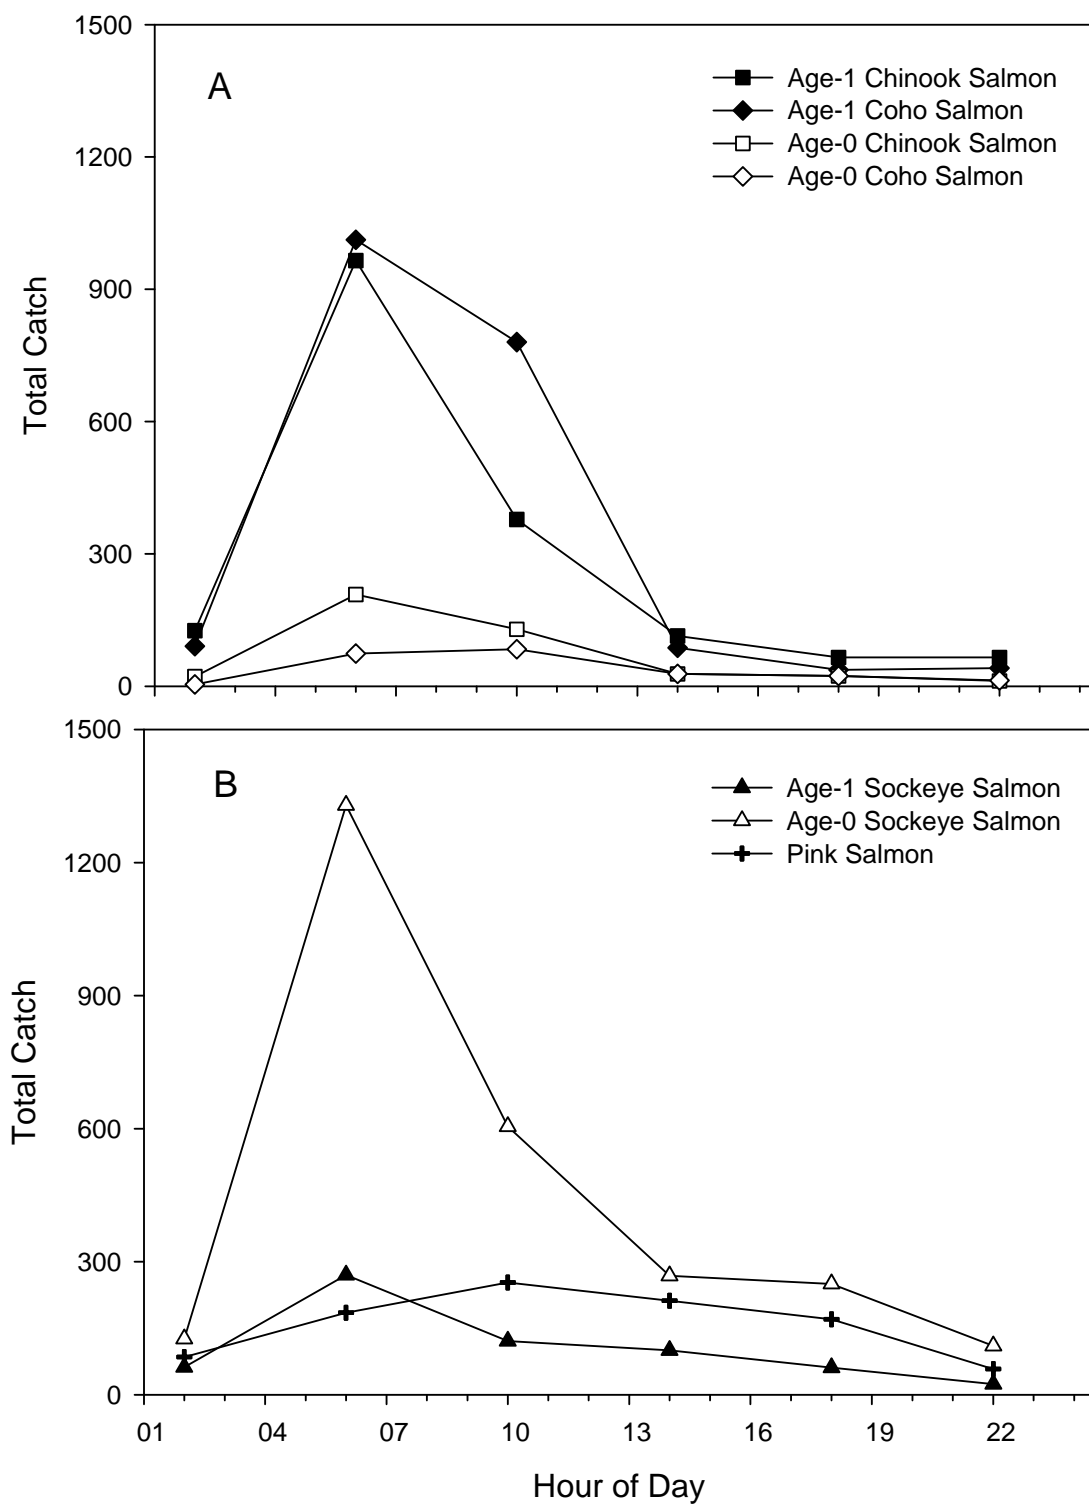 1500
A
Age-1 Chinook Salmon
Age-1 Coho Salmon
Age-0 Chinook Salmon
Age-0 Coho Salmon
1200
900
600
300
0
Total Catch
1500
B
Age-1 Sockeye Salmon
Age-0 Sockeye Salmon
Pink Salmon
1200
900
600
300
0
Total Catch
01 04 07 10 13 16 19 22
Hour of Day